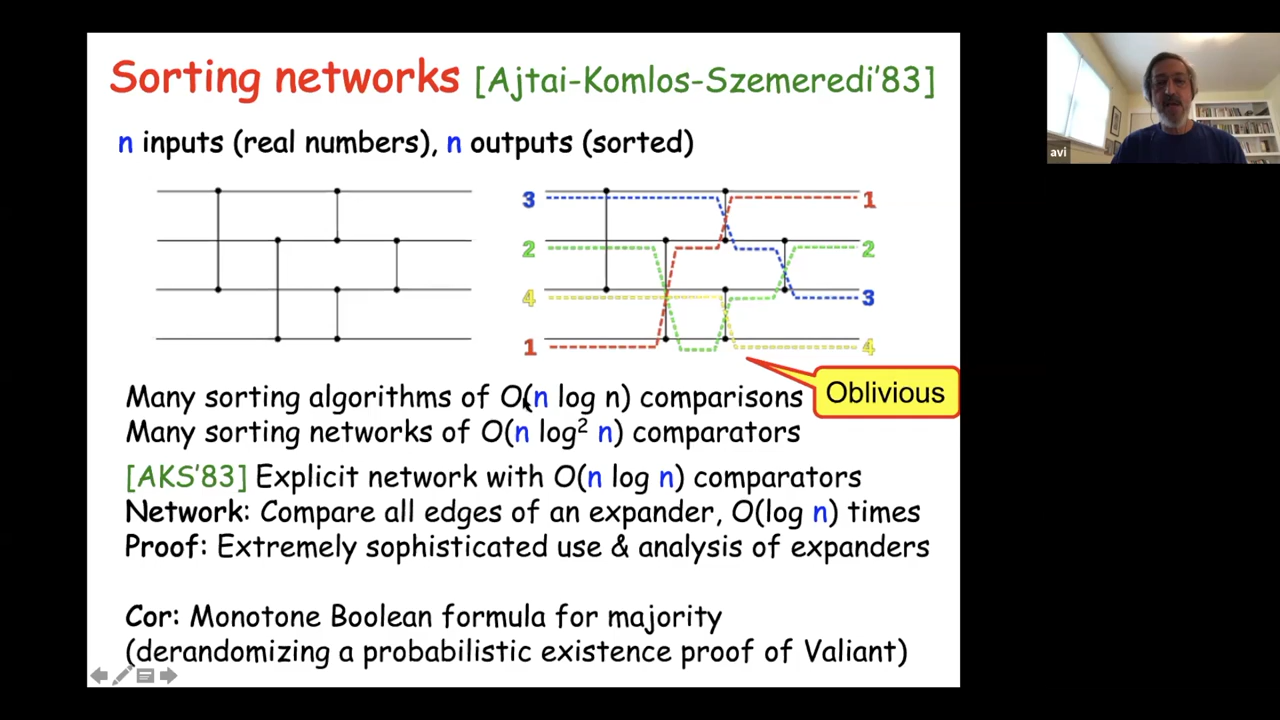 Sorting networks [Ajtai-Komlos-Szemeredi'83]
n inputs (real numbers), n outputs (sorted)
3
1
2
2
4
3
1
4
Oblivious
Many sorting algorithms of O(n log n) comparisons
Many sorting networks of O(n log² n) comparators
[AKS'83] Explicit network with O(n log n) comparators
Network: Compare all edges of an expander, O(log n) times
Proof: Extremely sophisticated use & analysis of expanders
Cor: Monotone Boolean formula for majority
(derandomizing a probabilistic existence proof of Valiant)
avi